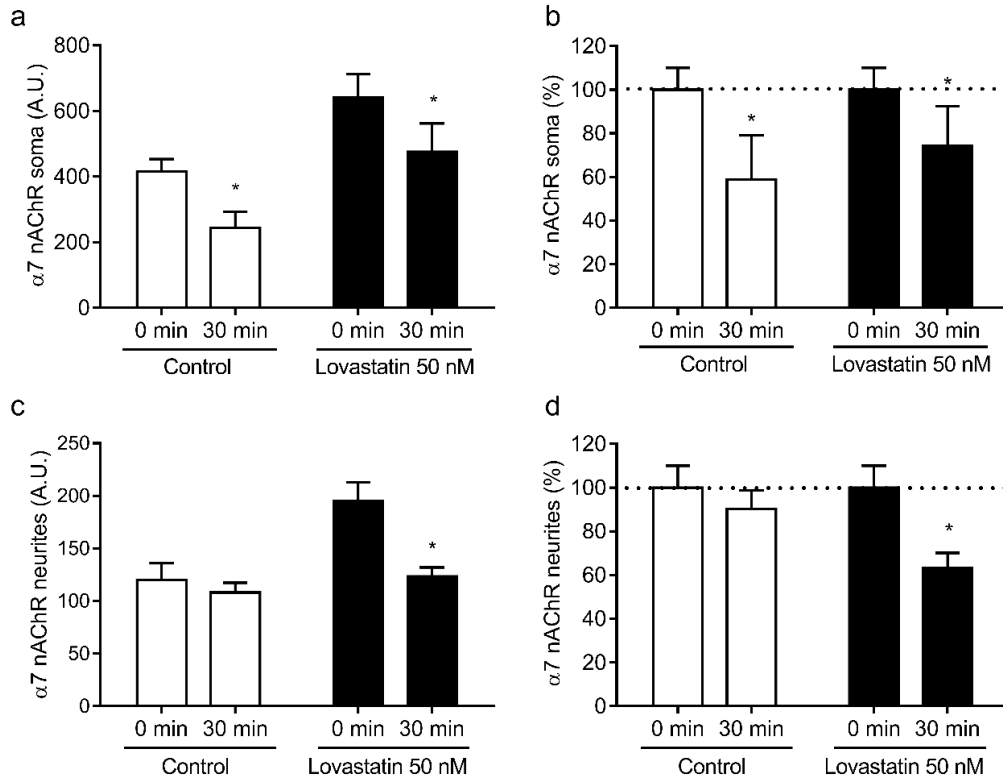 a
α7 nAChR soma (A.U.)
800
600
400
200
0
*
*
0 min 30 min 0 min 30 min
Control Lovastatin 50 nM
b
α7 nAChR soma (%)
120
100
80
60
40
20
0
*
*
0 min 30 min 0 min 30 min
Control Lovastatin 50 nM
c
α7 nAChR neurites (A.U.)
250
200
150
100
50
0
*
0 min 30 min 0 min 30 min
Control Lovastatin 50 nM
d
α7 nAChR neurites (%)
120
100
80
60
40
20
0
*
0 min 30 min 0 min 30 min
Control Lovastatin 50 nM